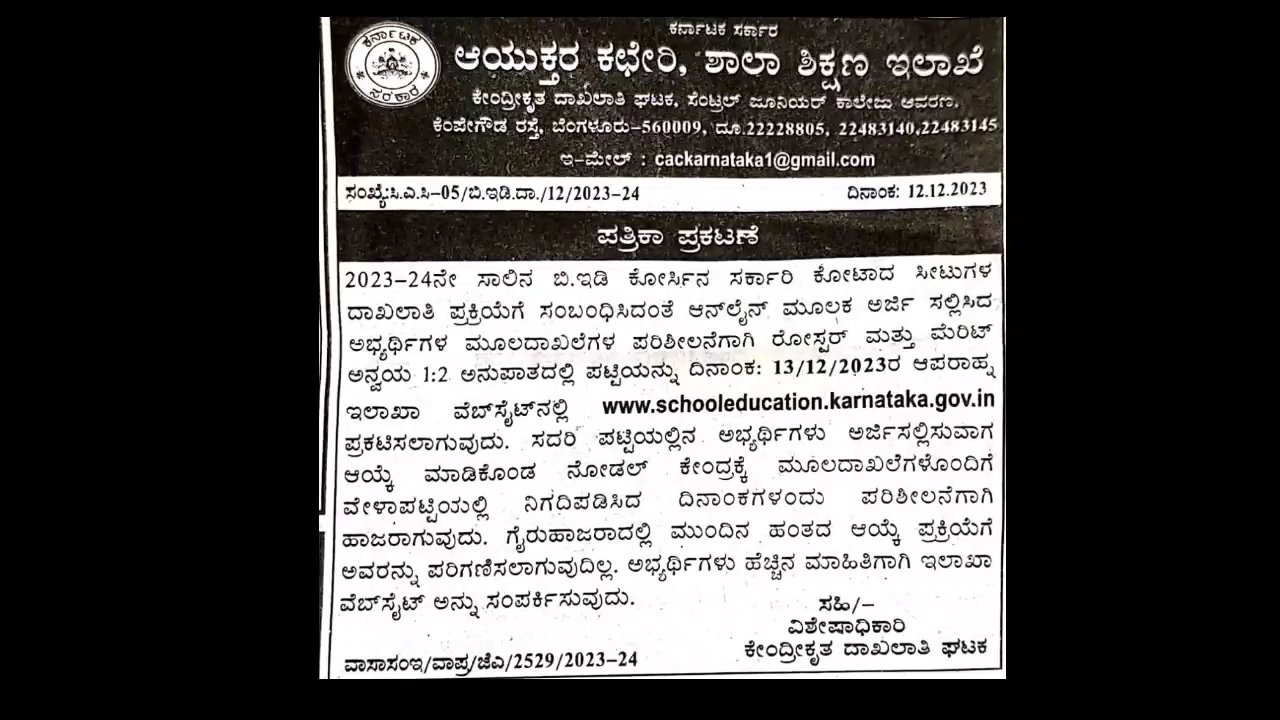 ಕರ್ನಾಟಕ ಸರ್ಕಾರ
ಕರ್ನಾಟಕ
ಸರಕಾರ
ಆಯುಕ್ತರ ಕಛೇರಿ, ಶಾಲಾ ಶಿಕ್ಷಣ ಇಲಾಖೆ
ಕೇಂದ್ರೀಕೃತ ದಾಖಲಾತಿ ಘಟಕ, ಸೆಂಟ್ರಲ್ ಜೂನಿಯರ್ ಕಾಲೇಜು ಆವರಣ,
ಕೆಂಪೇಗೌಡ ರಸ್ತೆ, ಬೆಂಗಳೂರು-560009, ದೂ.22228805, 22483140,22483145
ಇ-ಮೇಲ್ : cackarnataka1@gmail.com
ಸಂಖ್ಯೆ:ಸಿ.ಎ.ಸಿ-05/ಬಿ.ಇಡಿ.ದಾ./12/2023-24 ದಿನಾಂಕ: 12.12.2023
ಪತ್ರಿಕಾ ಪ್ರಕಟಣೆ
2023-24ನೇ ಸಾಲಿನ ಬಿ.ಇಡಿ ಕೋರ್ಸಿನ ಸರ್ಕಾರಿ ಕೋಟಾದ ಸೀಟುಗಳ
ದಾಖಲಾತಿ ಪ್ರಕ್ರಿಯೆಗೆ ಸಂಬಂಧಿಸಿದಂತೆ ಆನ್‌ಲೈನ್ ಮೂಲಕ ಅರ್ಜಿ ಸಲ್ಲಿಸಿದ
ಅಭ್ಯರ್ಥಿಗಳ ಮೂಲದಾಖಲೆಗಳ ಪರಿಶೀಲನೆಗಾಗಿ ರೋಸ್ಟರ್ ಮತ್ತು ಮೆರಿಟ್
ಅನ್ವಯ 1:2 ಅನುಪಾತದಲ್ಲಿ ಪಟ್ಟಿಯನ್ನು ದಿನಾಂಕ: 13/12/2023ರ ಆಪರಾಹ್ನ
ಇಲಾಖಾ ವೆಬ್‌ಸೈಟ್‌ನಲ್ಲಿ www.schooleducation.karnataka.gov.in
ಪ್ರಕಟಿಸಲಾಗುವುದು. ಸದರಿ ಪಟ್ಟಿಯಲ್ಲಿನ ಅಭ್ಯರ್ಥಿಗಳು ಅರ್ಜಿಸಲ್ಲಿಸುವಾಗ
ಆಯ್ಕೆ ಮಾಡಿಕೊಂಡ ನೋಡಲ್ ಕೇಂದ್ರಕ್ಕೆ ಮೂಲದಾಖಲೆಗಳೊಂದಿಗೆ
ವೇಳಾಪಟ್ಟಿಯಲ್ಲಿ ನಿಗದಿಪಡಿಸಿದ ದಿನಾಂಕಗಳಂದು ಪರಿಶೀಲನೆಗಾಗಿ
ಹಾಜರಾಗುವುದು. ಗೈರುಹಾಜರಾದಲ್ಲಿ ಮುಂದಿನ ಹಂತದ ಆಯ್ಕೆ ಪ್ರಕ್ರಿಯೆಗೆ
ಅವರನ್ನು ಪರಿಗಣಿಸಲಾಗುವುದಿಲ್ಲ. ಅಭ್ಯರ್ಥಿಗಳು ಹೆಚ್ಚಿನ ಮಾಹಿತಿಗಾಗಿ ಇಲಾಖಾ
ವೆಬ್‌ಸೈಟ್ ಅನ್ನು ಸಂಪರ್ಕಿಸುವುದು.
ಸಹಿ/-
ವಿಶೇಷಾಧಿಕಾರಿ
ಕೇಂದ್ರೀಕೃತ ದಾಖಲಾತಿ ಘಟಕ
ವಾಸಾಸಂಇ/ವಾಪ್ರ/ಜೆಎ/2529/2023-24